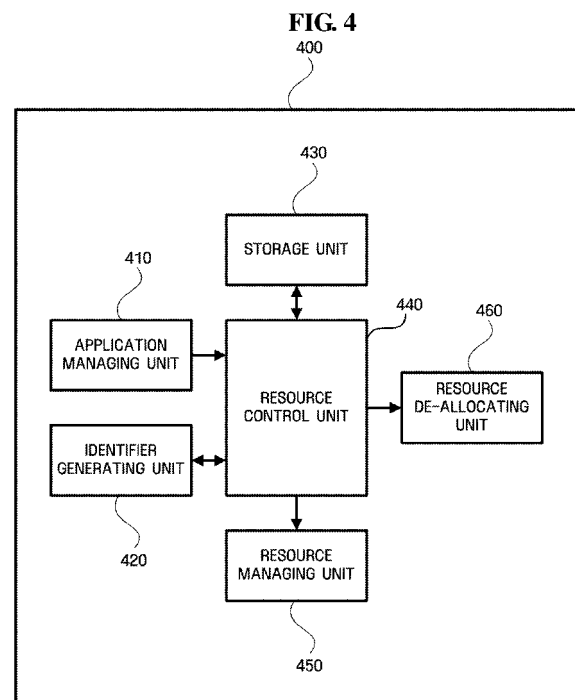 FIG. 4
400
430
STORAGE UNIT
410
440
460
APPLICATION
MANAGING UNIT
RESOURCE
CONTROL UNIT
RESOURCE
DE-ALLOCATING
UNIT
IDENTIFIER
GENERATING UNIT
420
RESOURCE
MANAGING UNIT
450